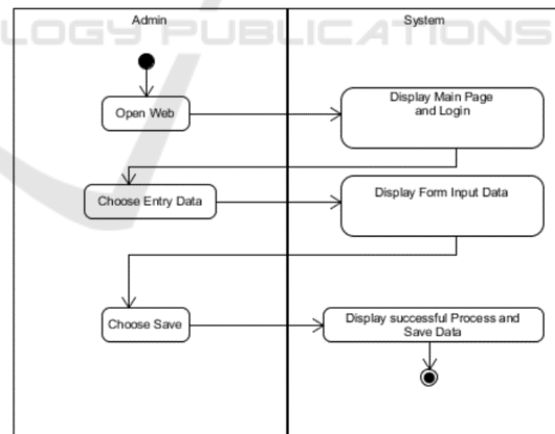 Admin
System
LOGY PUBLICATIONS
Open Web
Display Main Page
and Login
Choose Entry Data
Display Form Input Data
Choose Save
Display successful Process and
Save Data